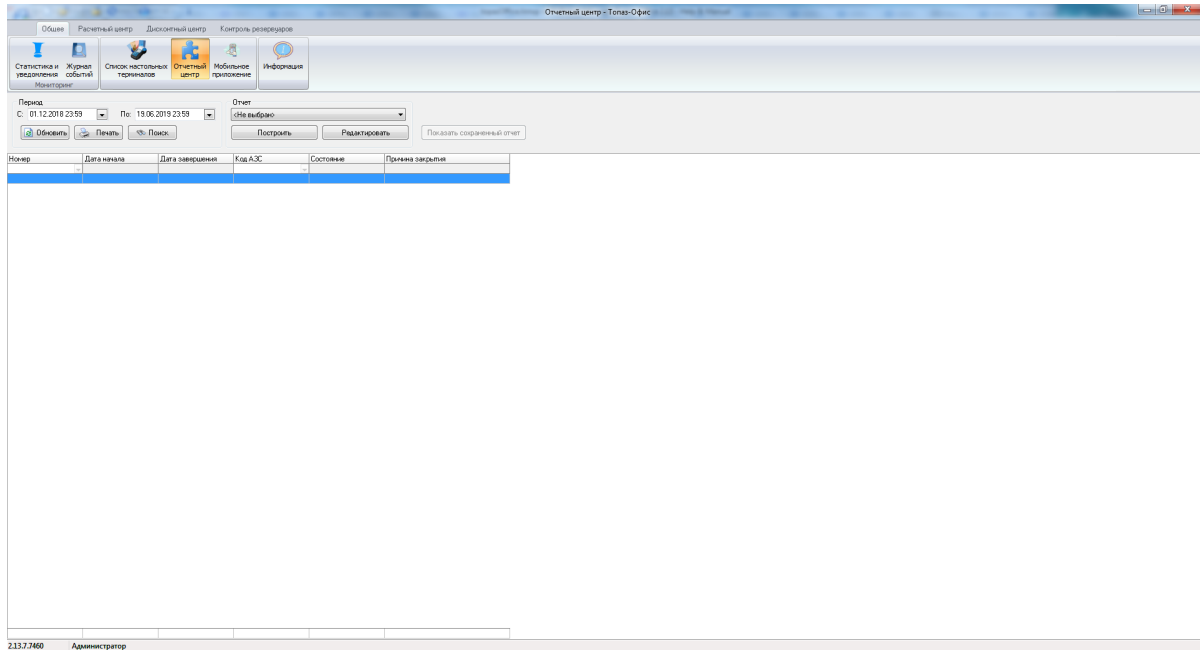 Отчетный центр - Топаз-Офис
Общее Расчетный центр Дисконтный центр Контроль резервуаров
Статистика и уведомления Журнал событий Список настольных терминалов Отчетный центр Мобильное приложение Информация
Мониторинг
Период Отчет
С: 01.12.2018 23:59 По: 19.06.2019 23:59 <Не выбран>
Обновить Печать Поиск Построить Редактировать Показать сохраненный отчет
Номер Дата начала Дата завершения Код АЗС Состояние Причина закрытия
2.13.7.7460 Администратор